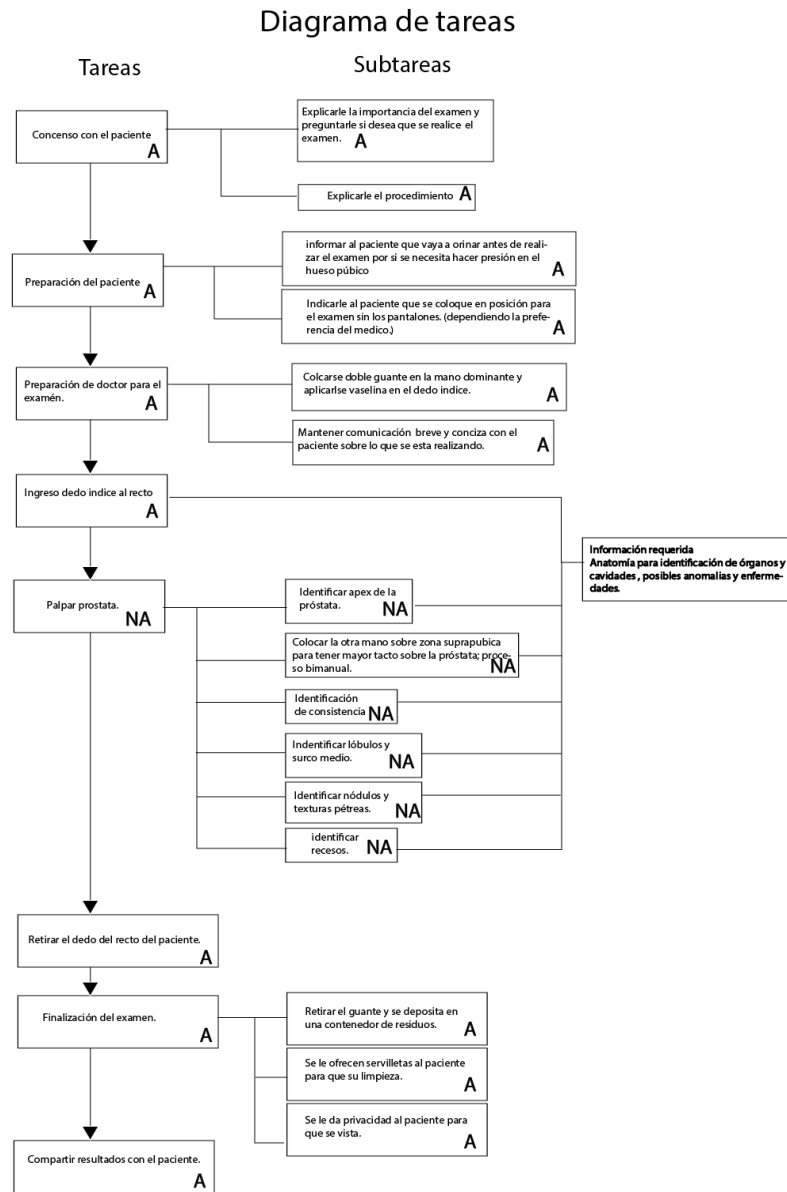 Diagrama de tareas
Tareas
Subtareas
Concenso con el paciente
A
Explicarle la importancia del examen y
preguntarle si desea que se realice el
examen.
A
Explicarle el procedimiento
A
Preparación del paciente
A
informar al paciente que vaya a orinar antes de reali-
zar el examen por si se necesita hacer presión en el
hueso púbico
A
Indicarle al paciente que se coloque en posición para
el examen sin los pantalones. (dependiendo la prefe-
rencia del medico.)
A
Preparación de doctor para el
examén.
A
Colcarse doble guante en la mano dominante y
aplicarlse vaselina en el dedo indice.
A
Mantener comunicación breve y conciza con el
paciente sobre lo que se esta realizando.
A
Ingreso dedo indice al recto
A
Información requerida
Anatomía para identificación de órganos y
cavidades , posibles anomalias y enferme-
dades.
Palpar prostata.
NA
Identificar apex de la
próstata.
NA
Colocar la otra mano sobre zona suprapubica
para tener mayor tacto sobre la próstata; proce-
so bimanual.
NA
Identificación
de consistencia
NA
Indentificar lóbulos y
surco medio.
NA
Identificar nódulos y
texturas pétreas.
NA
identificar
recesos.
NA
Retirar el dedo del recto del paciente.
A
Finalización del examen.
A
Retirar el guante y se deposita en
una contenedor de residuos.
A
Se le ofrecen servilletas al paciente
para que su limpieza.
A
Se le da privacidad al paciente para
que se vista.
A
Compartir resultados con el paciente.
A